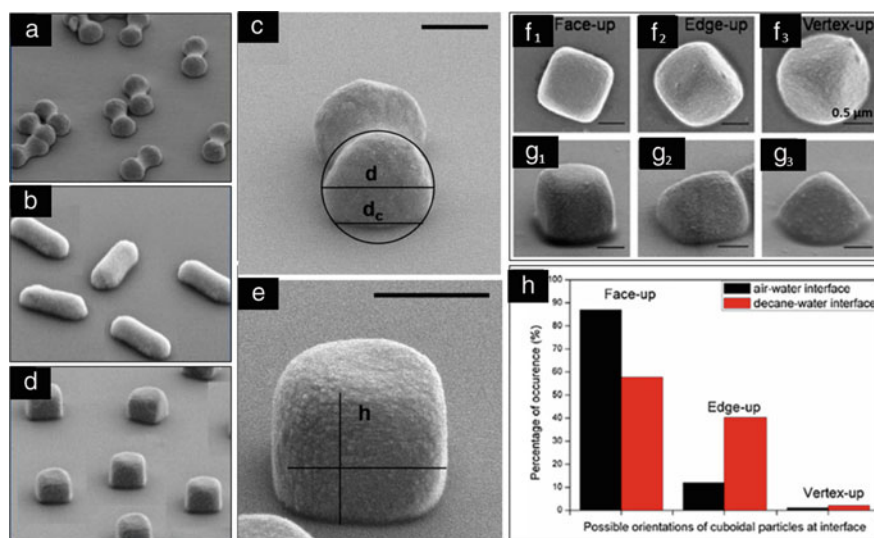 a
b
d
c
d
d_c
e
h
f₁ Face-up
f₂ Edge-up
f₃ Vertex-up
0.5 μm
g₁
g₂
g₃
h
air-water interface
decane-water interface
Face-up
Edge-up
Vertex-up
Percentage of occurence (%)
100
90
80
70
60
50
40
30
20
10
0
Possible orientations of cuboidal particles at interface